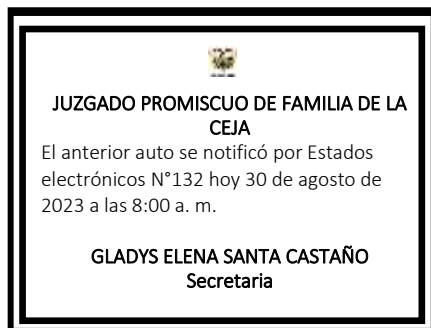 JUZGADO PROMISCUO DE FAMILIA DE LA
CEJA
El anterior auto se notificó por Estados
electrónicos N°132 hoy 30 de agosto de
2023 a las 8:00 a. m.
GLADYS ELENA SANTA CASTAÑO
Secretaria